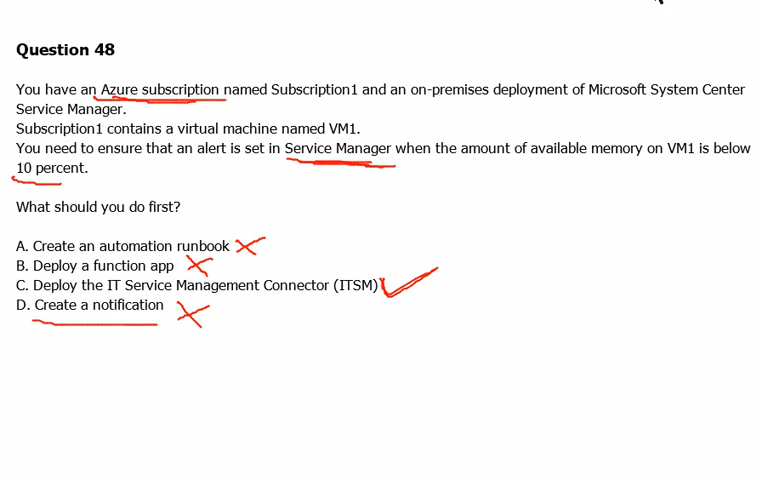 Question 48
You have an Azure subscription named Subscription1 and an on-premises deployment of Microsoft System Center
Service Manager.
Subscription1 contains a virtual machine named VM1.
You need to ensure that an alert is set in Service Manager when the amount of available memory on VM1 is below
10 percent.
What should you do first?
A. Create an automation runbook
B. Deploy a function app
C. Deploy the IT Service Management Connector (ITSM)
D. Create a notification